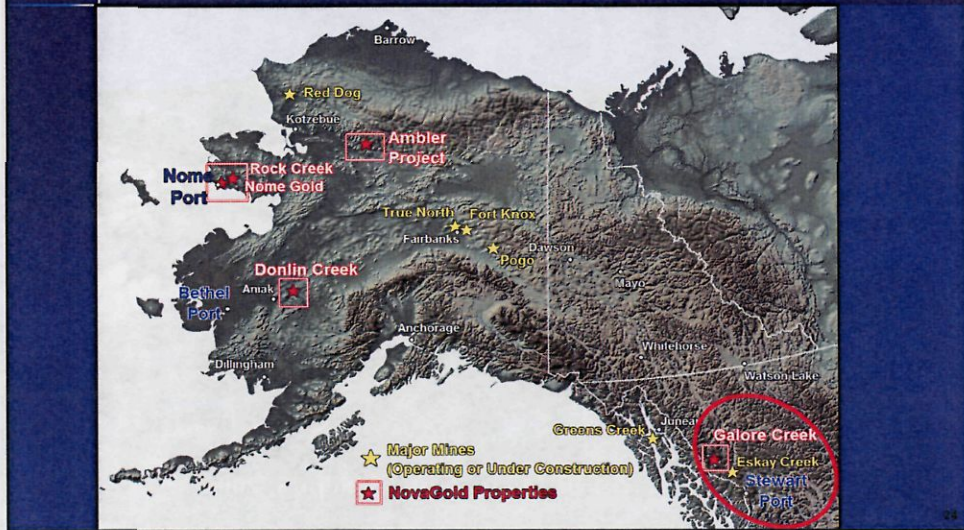 Barrow
Red Dog
Kotzebue
Ambler
Project
Rock Creek
Nome Gold
Nome
Port
True North
Fort Knox
Fairbanks
Pogo
Dawson
Mayo
Donlin Creek
Aniak
Bethel
Port
Anchorage
Dillingham
Whitehorse
Watson Lake
Greens Creek
Juneau
Galore Creek
Eskay Creek
Stewart
Port
Major Mines
(Operating or Under Construction)
NovaGold Properties